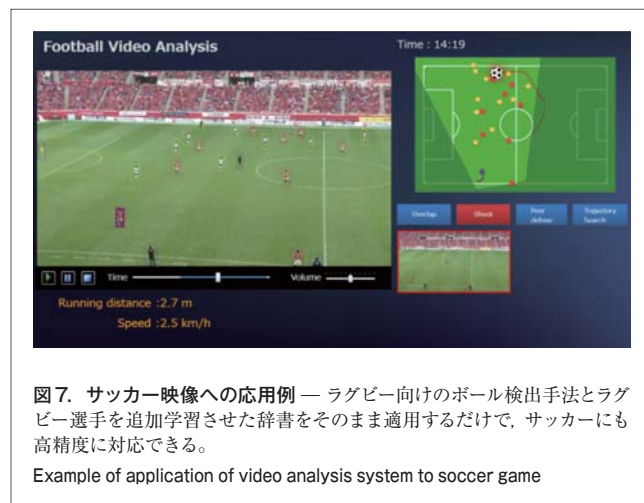 Football Video Analysis
Time : 14:19
Overlap
Shoot
Poor defense
Trajectory Search
Time
Volume
Running distance :2.7 m
Speed :2.5 km/h
図7. サッカー映像への応用例 — ラグビー向けのボール検出手法とラグ
ビー選手を追加学習させた辞書をそのまま適用するだけで, サッカーにも
高精度に対応できる。
Example of application of video analysis system to soccer game